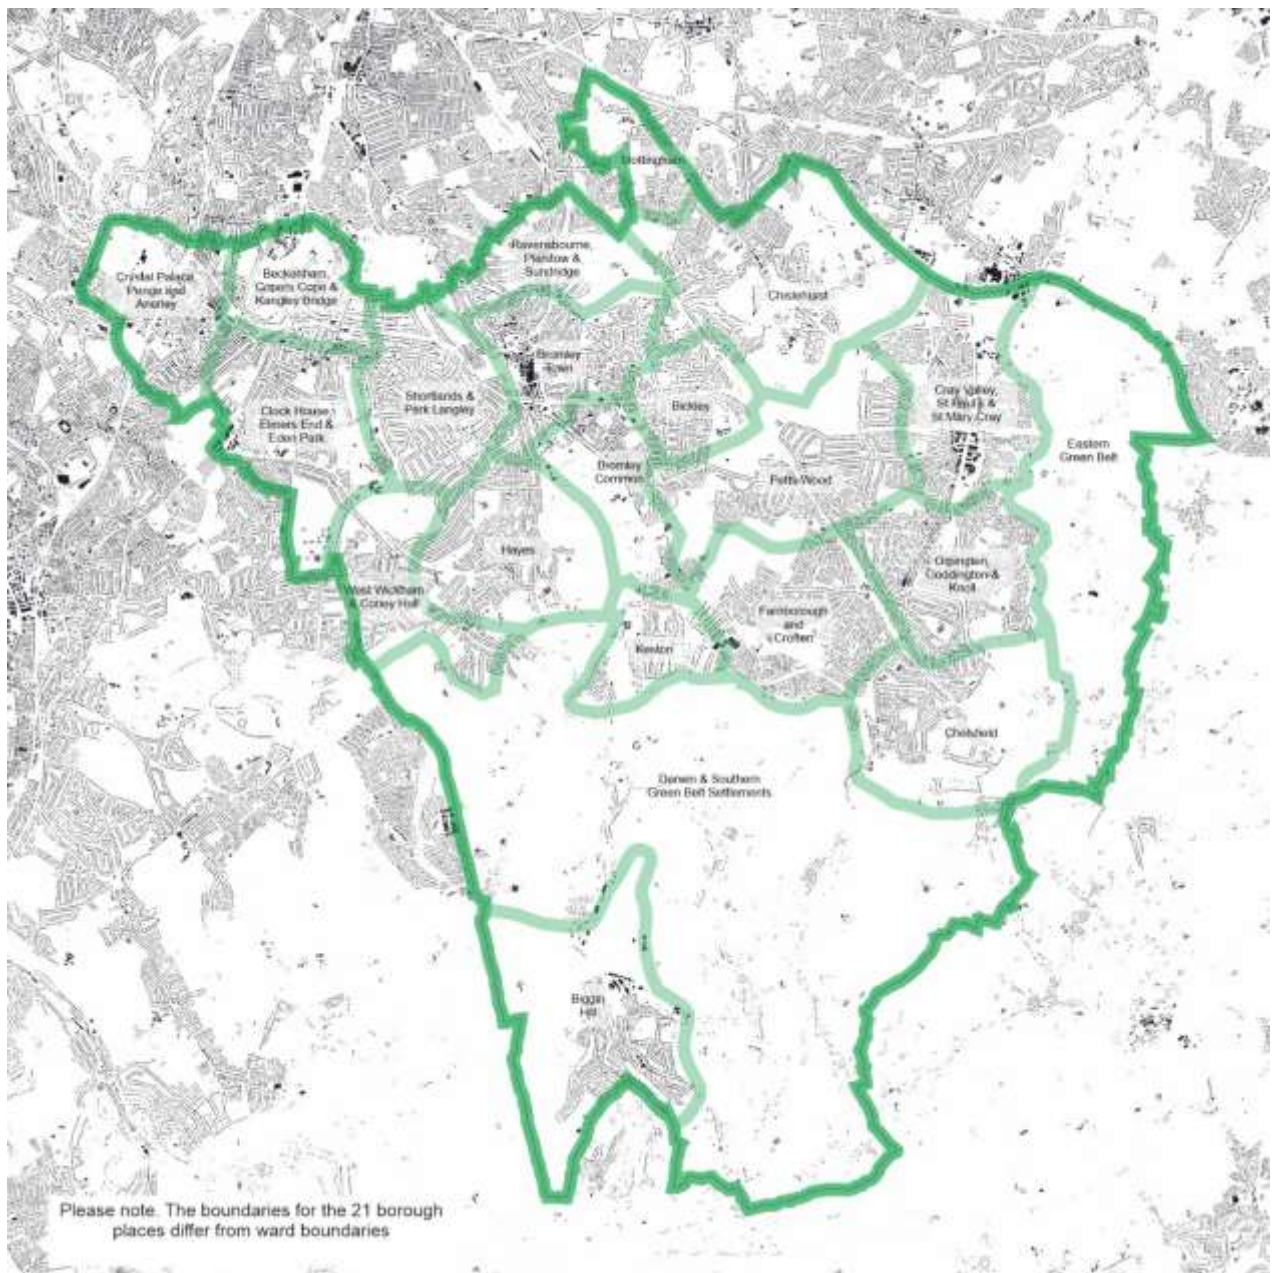 Mottingham
Ravensbourne,
Plaistow &
Sundridge
Crystal Palace
Penge and
Anerley
Beckenham,
Copers Cope &
Kangley Bridge
Chislehurst
Bromley
Town
Shortlands &
Park Langley
Bickley
Cray Valley,
St Paul's &
St Mary Cray
Clock House
Elmers End &
Eden Park
Eastern
Green Belt
Bromley
Common
Petts Wood
Hayes
Orpington,
Goddington &
Knoll
West Wickham
& Coney Hall
Farnborough
and
Crofton
Keston
Chelsfield
Darwin & Southern
Green Belt Settlements
Biggin
Hill
Please note. The boundaries for the 21 borough
places differ from ward boundaries